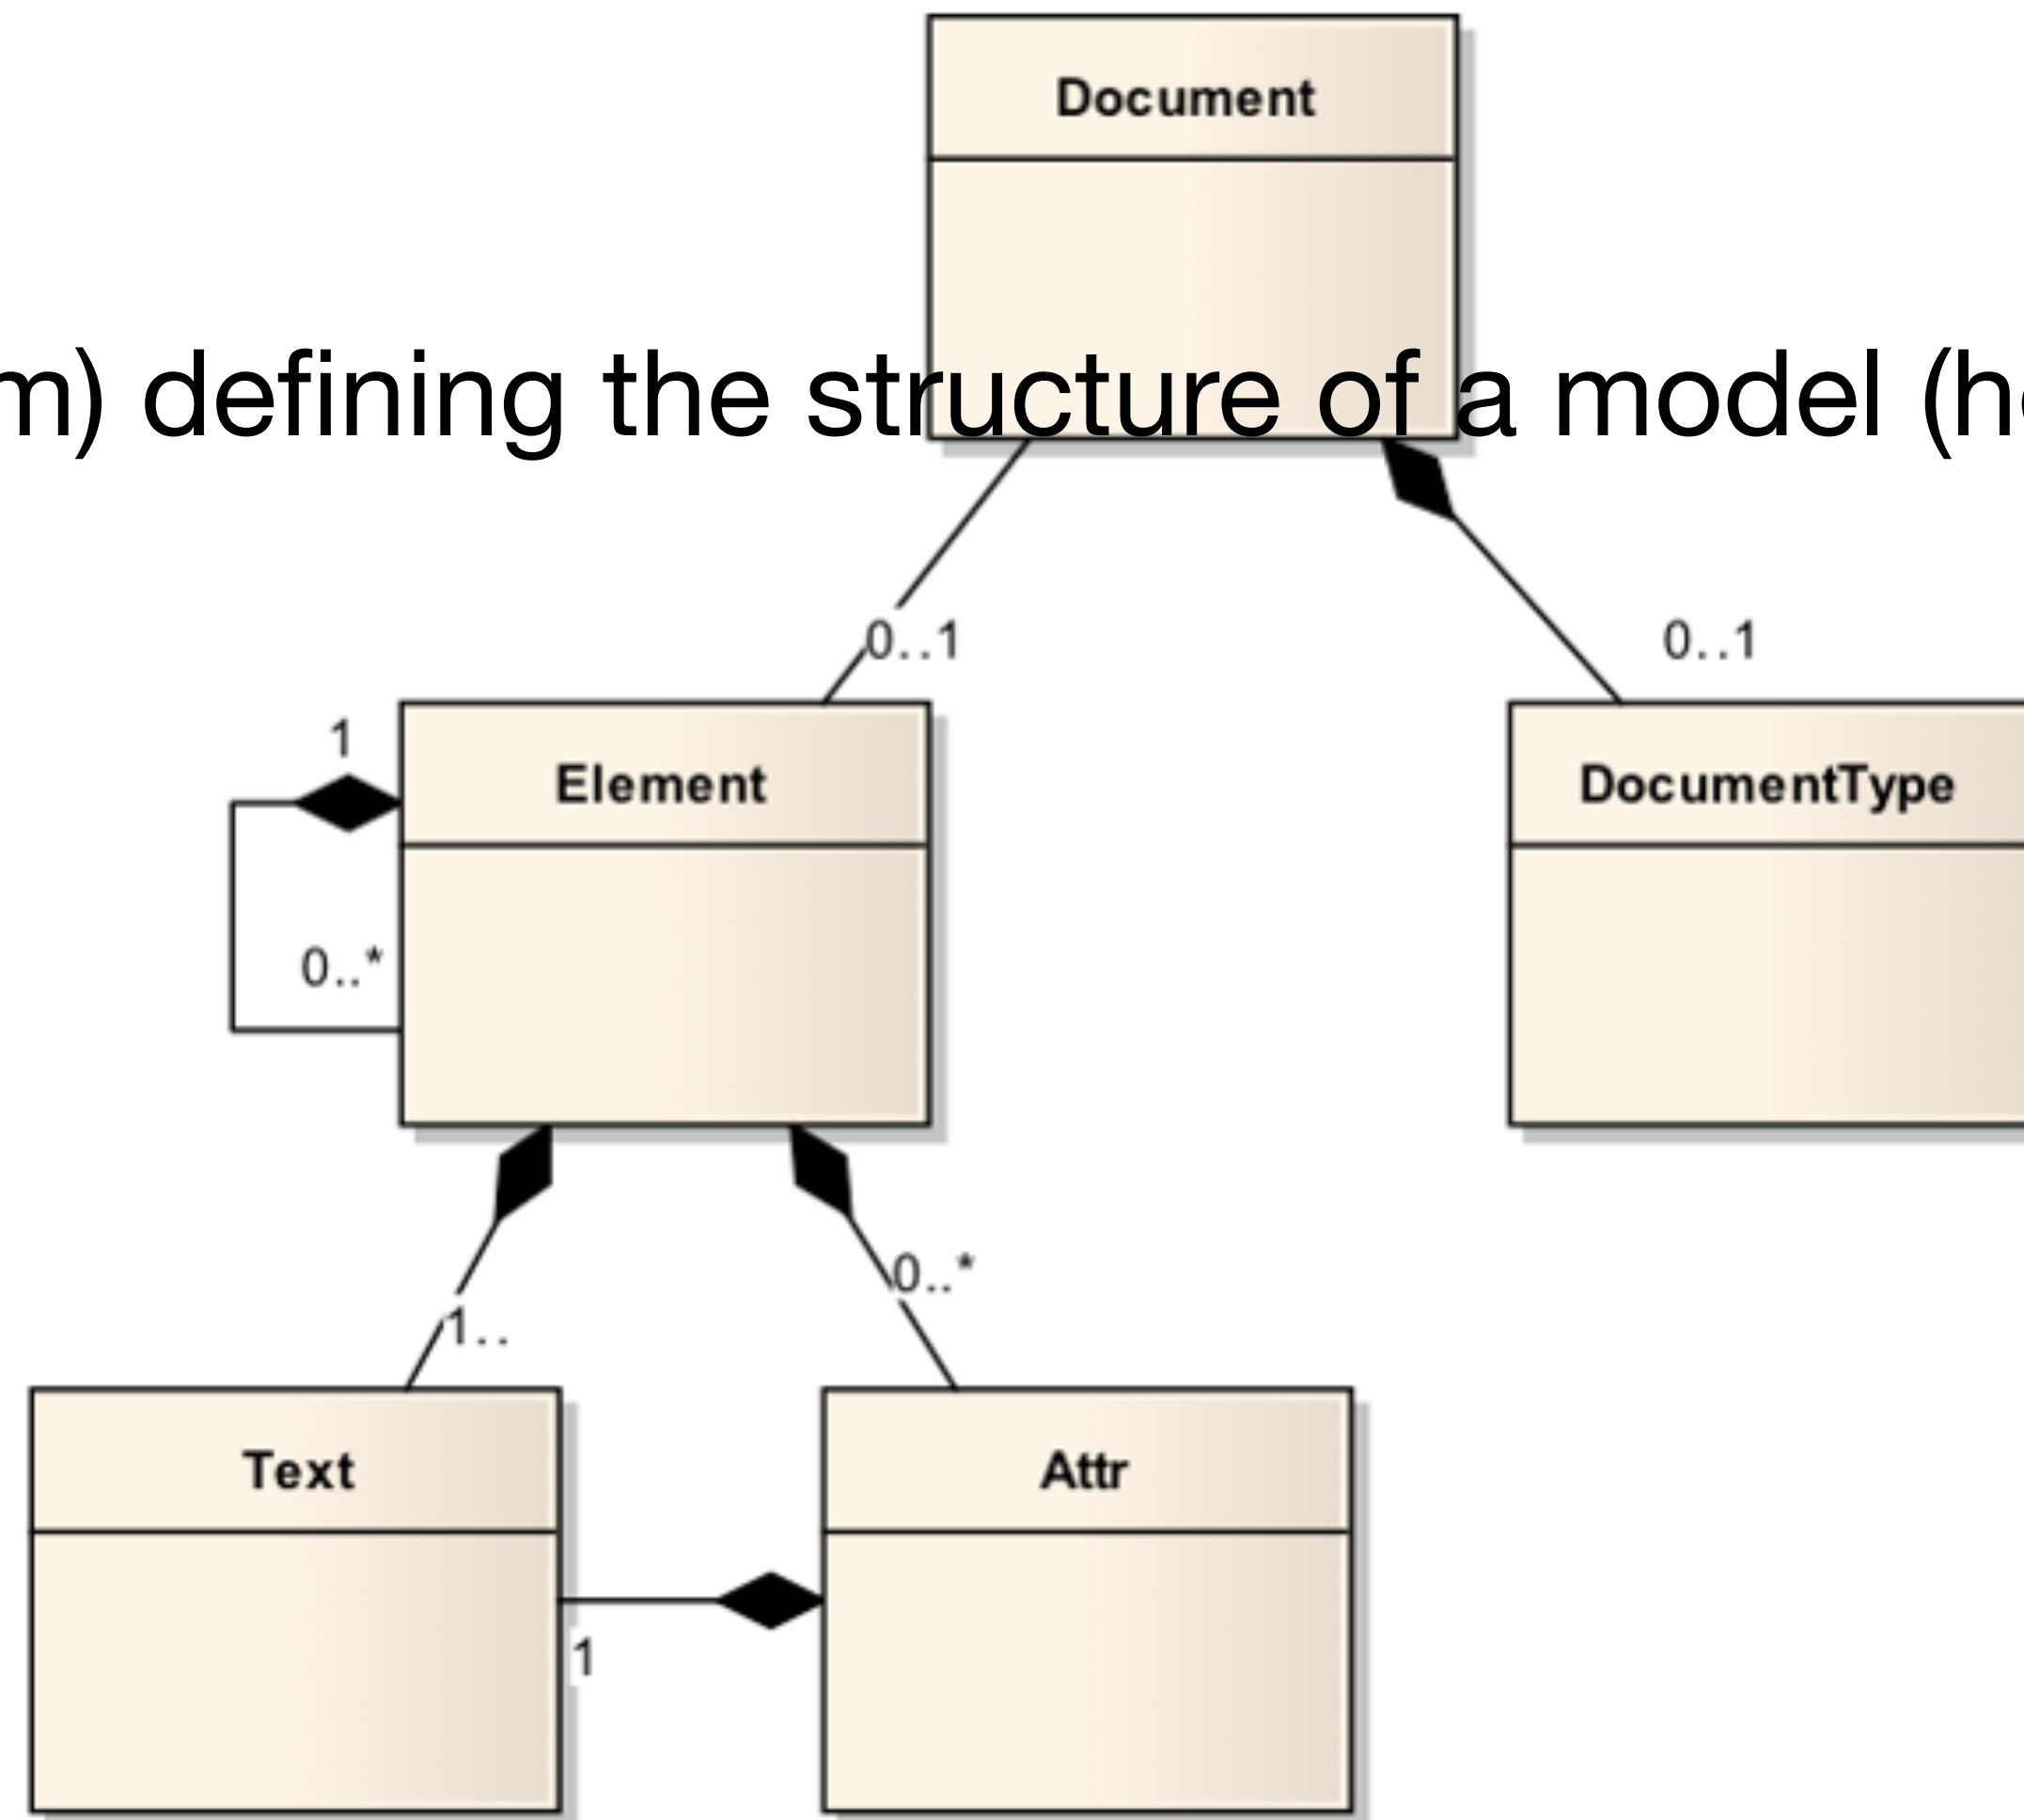 Document
m) defining the structure of a model (h
0..1
0..1
1
Element
DocumentType
0..*
0..*
1..
Text
Attr
1